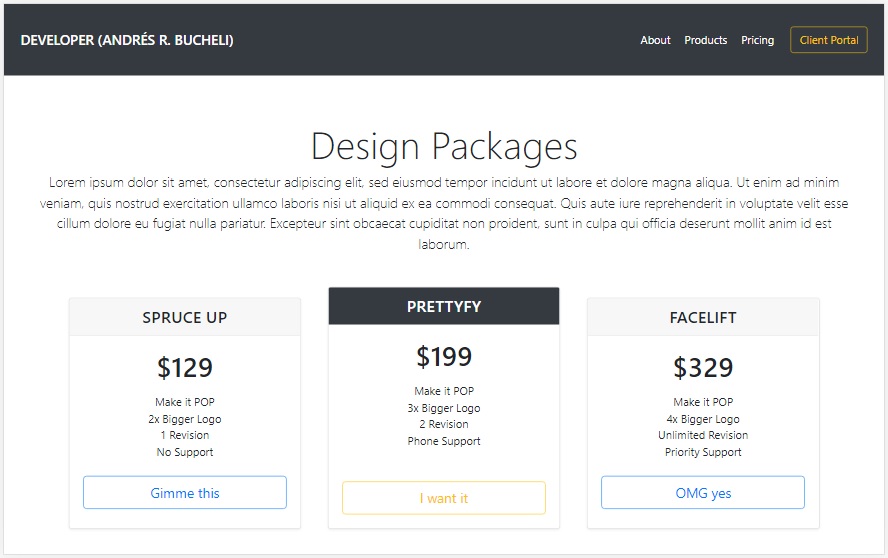 DEVELOPER (ANDRÉS R. BUCHELI)
About Products Pricing Client Portal
Design Packages
Lorem ipsum dolor sit amet, consectetur adipiscing elit, sed eiusmod tempor incidunt ut labore et dolore magna aliqua. Ut enim ad minim
veniam, quis nostrud exercitation ullamco laboris nisi ut aliquid ex ea commodi consequat. Quis aute iure reprehenderit in voluptate velit esse
cillum dolore eu fugiat nulla pariatur. Excepteur sint obcaecat cupiditat non proident, sunt in culpa qui officia deserunt mollit anim id est
laborum.
SPRUCE UP
$129
Make it POP
2x Bigger Logo
1 Revision
No Support
Gimme this
PRETTYFY
$199
Make it POP
3x Bigger Logo
2 Revision
Phone Support
I want it
FACELIFT
$329
Make it POP
4x Bigger Logo
Unlimited Revision
Priority Support
OMG yes